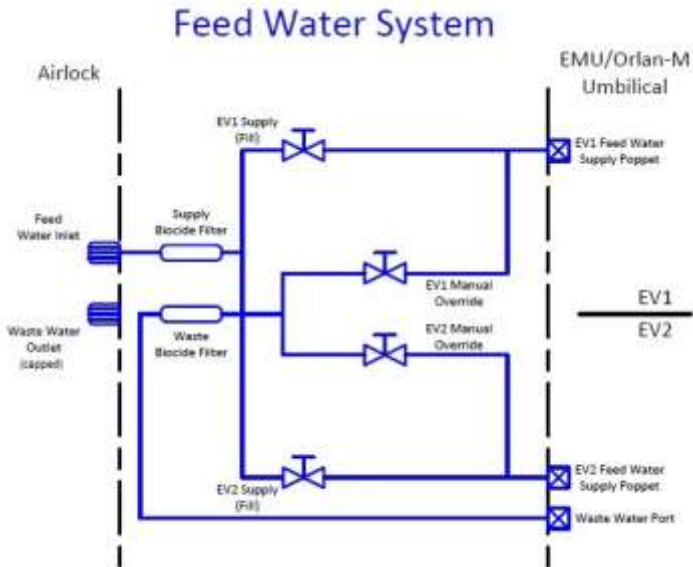 Feed Water System
Airlock
EMU/Orlan-M
Umbilical
EV1 Supply
(Fill)
EV1 Feed Water
Supply Poppet
Feed
Water Inlet
Supply
Biocide Filter
EV1 Manual
Override
EV1
EV2
Waste Water
Outlet
(capped)
Waste
Biocide Filter
EV2 Manual
Override
EV2 Supply
(Fill)
EV2 Feed Water
Supply Poppet
Waste Water Port